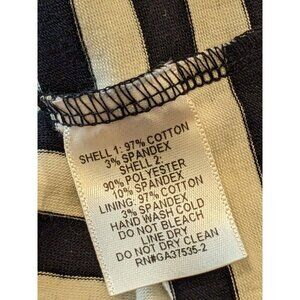 SHELL 1: 97% COTTON
3% SPANDEX
SHELL 2:
90% POLYESTER
10% SPANDEX
LINING: 97% COTTON
3% SPANDEX
HAND WASH COLD
DO NOT BLEACH
LINE DRY
DO NOT DRY CLEAN
RN#GA37535-2